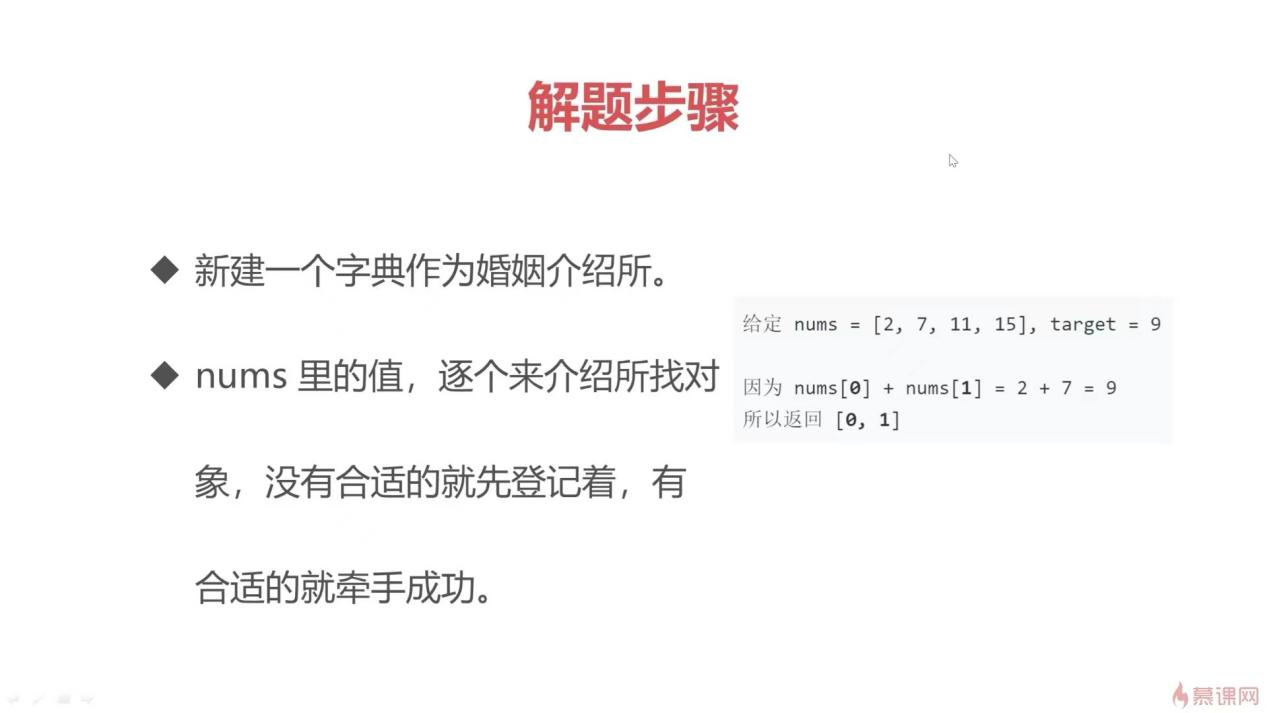 解题步骤
◆ 新建一个字典作为婚姻介绍所。
◆ nums 里的值，逐个来介绍所找对
象，没有合适的就先登记着，有
合适的就牵手成功。
给定 nums = [2, 7, 11, 15], target = 9
因为 nums[0] + nums[1] = 2 + 7 = 9
所以返回 [0, 1]
慕课网